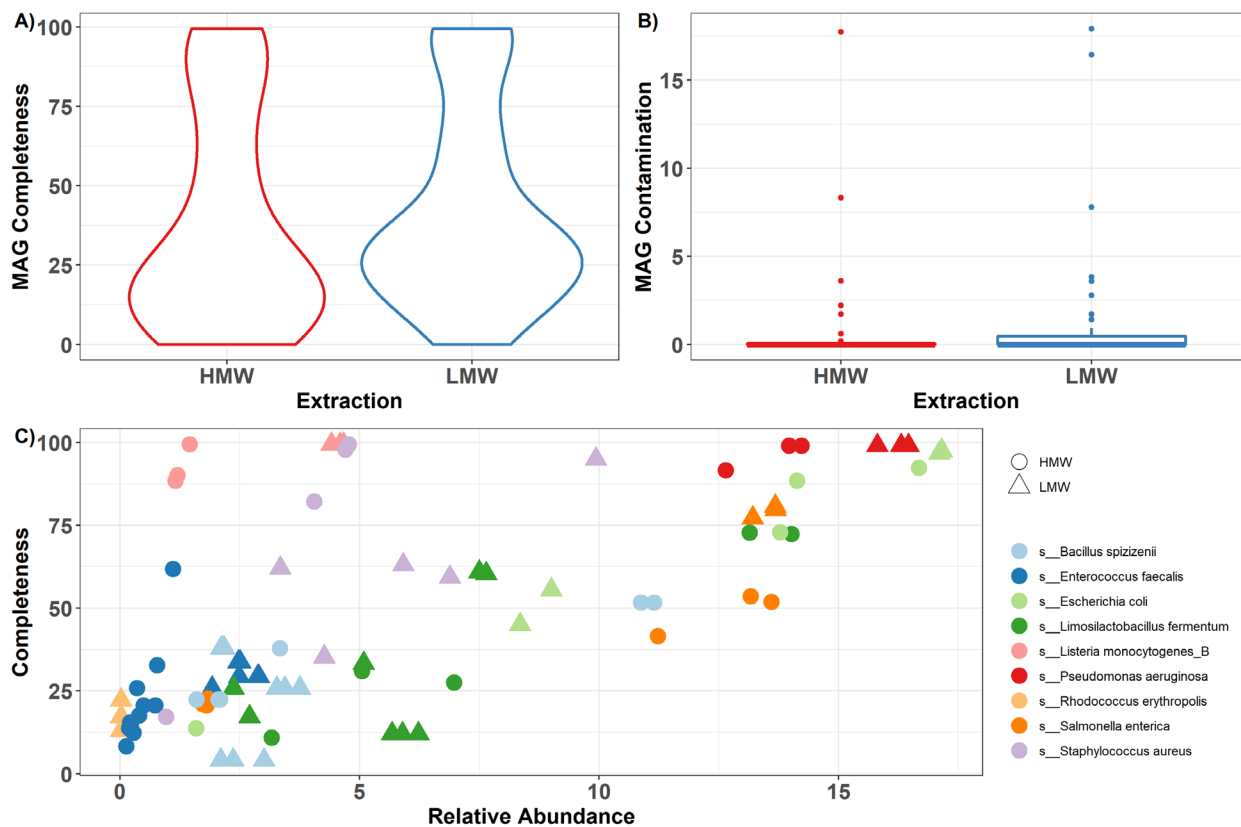 A)
MAG Completeness
100
75
50
25
0
HMW
LMW
Extraction
B)
MAG Contamination
15
10
5
0
HMW
LMW
Extraction
C)
Completeness
100
75
50
25
0
0
5
10
15
Relative Abundance
HMW
LMW
s__Bacillus spizizenii
s__Enterococcus faecalis
s__Escherichia coli
s__Limosilactobacillus fermentum
s__Listeria monocytogenes_B
s__Pseudomonas aeruginosa
s__Rhodococcus erythropolis
s__Salmonella enterica
s__Staphylococcus aureus